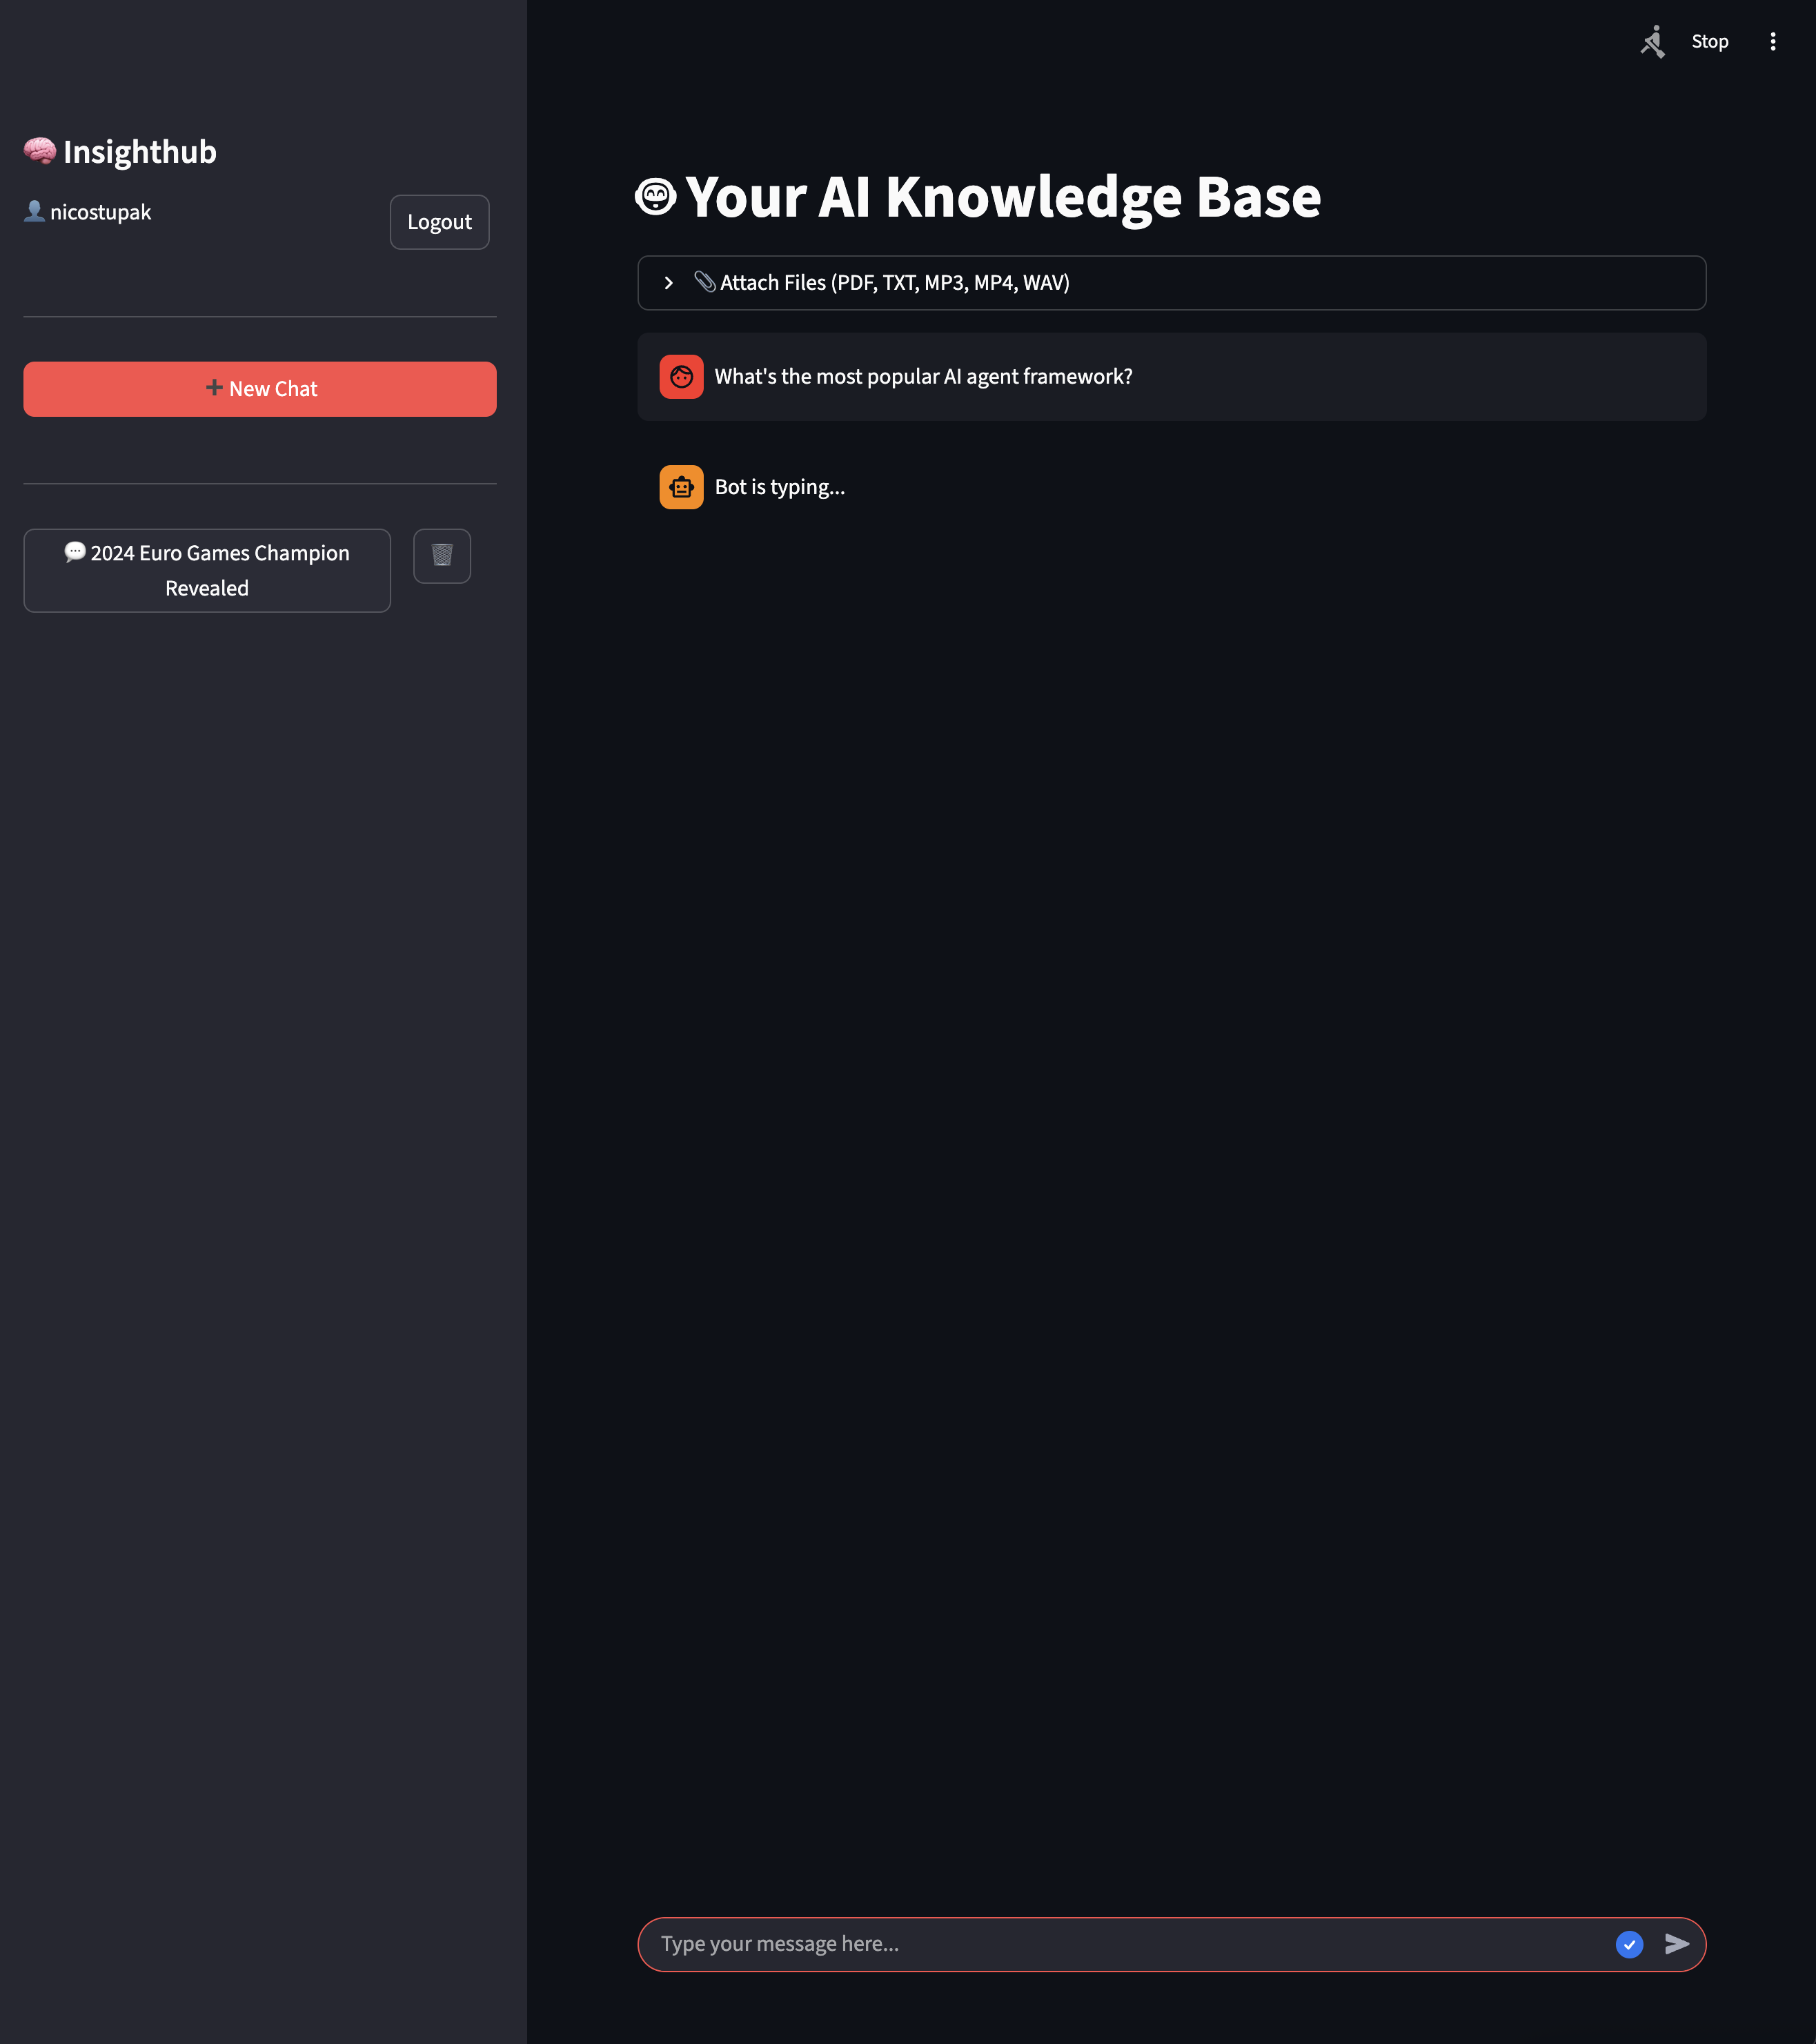 Stop
🧠 Insighthub
👤 nicostupak
Logout
➕ New Chat
💬 2024 Euro Games Champion
Revealed
Your AI Knowledge Base
📎 Attach Files (PDF, TXT, MP3, MP4, WAV)
What's the most popular AI agent framework?
Bot is typing...
Type your message here...